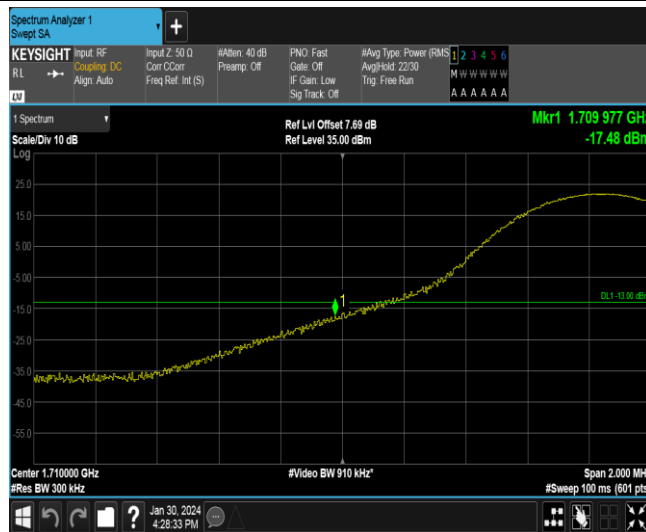 Spectrum Analyzer 1
Swept SA
KEYSIGHT
RL
LXI
Input: RF
Coupling: DC
Align: Auto
Input Z: 50 Ω
Corr CCorr
Freq Ref: Int (S)
#Atten: 40 dB
Preamp: Off
PNO: Fast
Gate: Off
IF Gain: Low
Sig Track: Off
#Avg Type: Power (RMS
Avg|Hold: 22/30
Trig: Free Run
1 2 3 4 5 6
M W W W W W
A A A A A A
1 Spectrum
Scale/Div 10 dB
Log
Ref Lvl Offset 7.69 dB
Ref Level 35.00 dBm
Mkr1 1.709 977 GHz
-17.48 dBm
25.0
15.0
5.00
-5.00
-15.0
-25.0
-35.0
-45.0
-55.0
1
DL1 -13.00 dBm
Center 1.710000 GHz
#Res BW 300 kHz
#Video BW 910 kHz*
Span 2.000 MH
#Sweep 100 ms (601 pts
?
Jan 30, 2024
4:28:33 PM